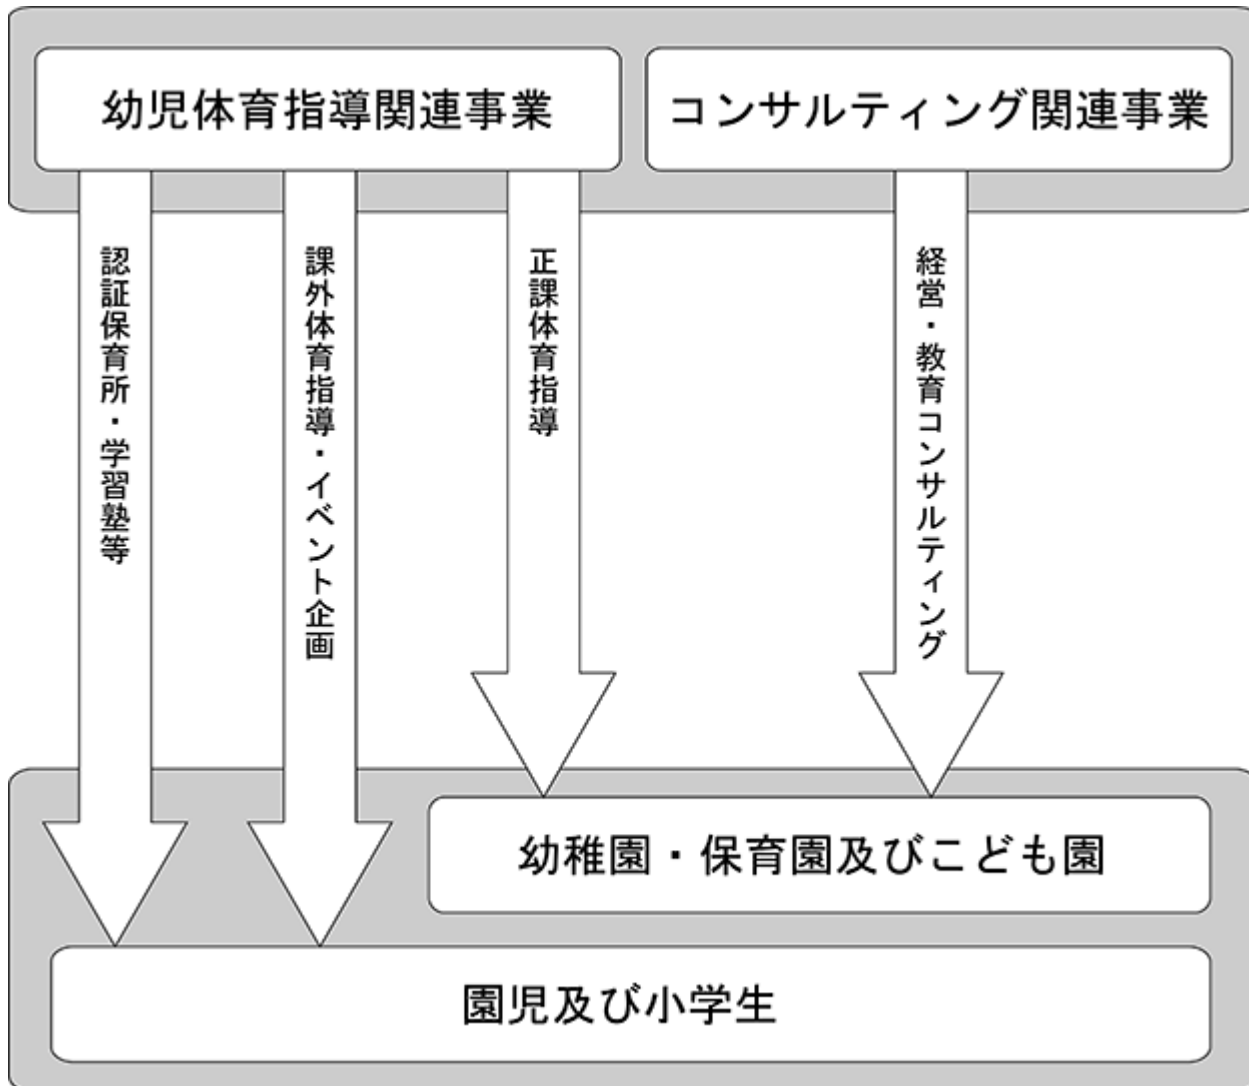 幼児体育指導関連事業
コンサルティング関連事業
認証保育所・学習塾等
課外体育指導・イベント企画
正課体育指導
経営・教育コンサルティング
幼稚園・保育園及びこども園
園児及び小学生